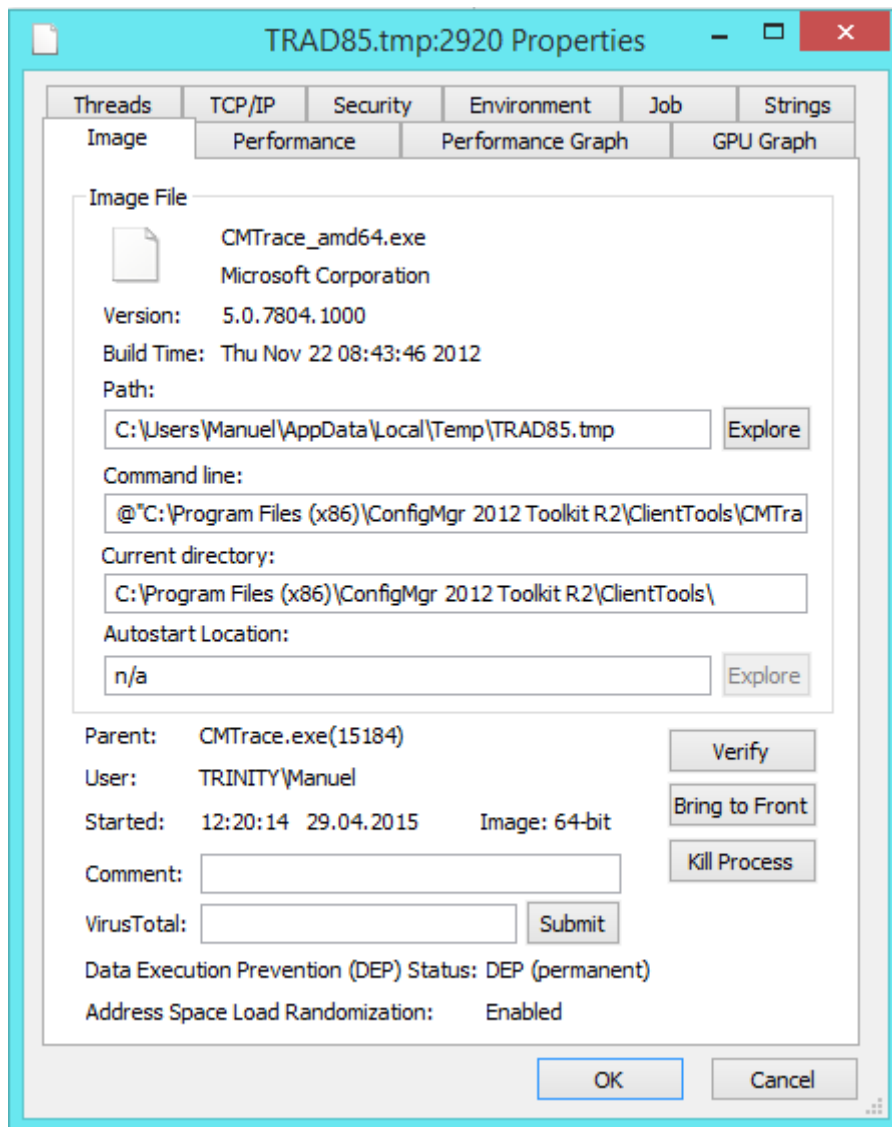 TRAD85.tmp:2920 Properties
Threads TCP/IP Security Environment Job Strings
Image Performance Performance Graph GPU Graph
Image File
CMTrace_amd64.exe
Microsoft Corporation
Version: 5.0.7804.1000
Build Time: Thu Nov 22 08:43:46 2012
Path:
C:\Users\Manuel\AppData\Local\Temp\TRAD85.tmp Explore
Command line:
@"C:\Program Files (x86)\ConfigMgr 2012 Toolkit R2\ClientTools\CMTra
Current directory:
C:\Program Files (x86)\ConfigMgr 2012 Toolkit R2\ClientTools\
Autostart Location:
n/a Explore
Parent: CMTrace.exe(15184) Verify
User: TRINITY\Manuel
Bring to Front
Started: 12:20:14 29.04.2015 Image: 64-bit
Kill Process
Comment:
VirusTotal: Submit
Data Execution Prevention (DEP) Status: DEP (permanent)
Address Space Load Randomization: Enabled
OK Cancel